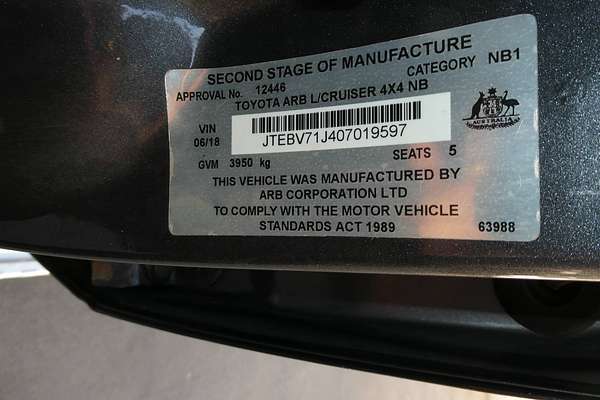 SECOND STAGE OF MANUFACTURE
APPROVAL No. 12446 CATEGORY NB1
TOYOTA ARB L/CRUISER 4X4 NB
VIN
06/18 JTEBV71J407019597
AUSTRALIA
GVM 3950 kg SEATS 5
THIS VEHICLE WAS MANUFACTURED BY
ARB CORPORATION LTD
TO COMPLY WITH THE MOTOR VEHICLE
STANDARDS ACT 1989 63988